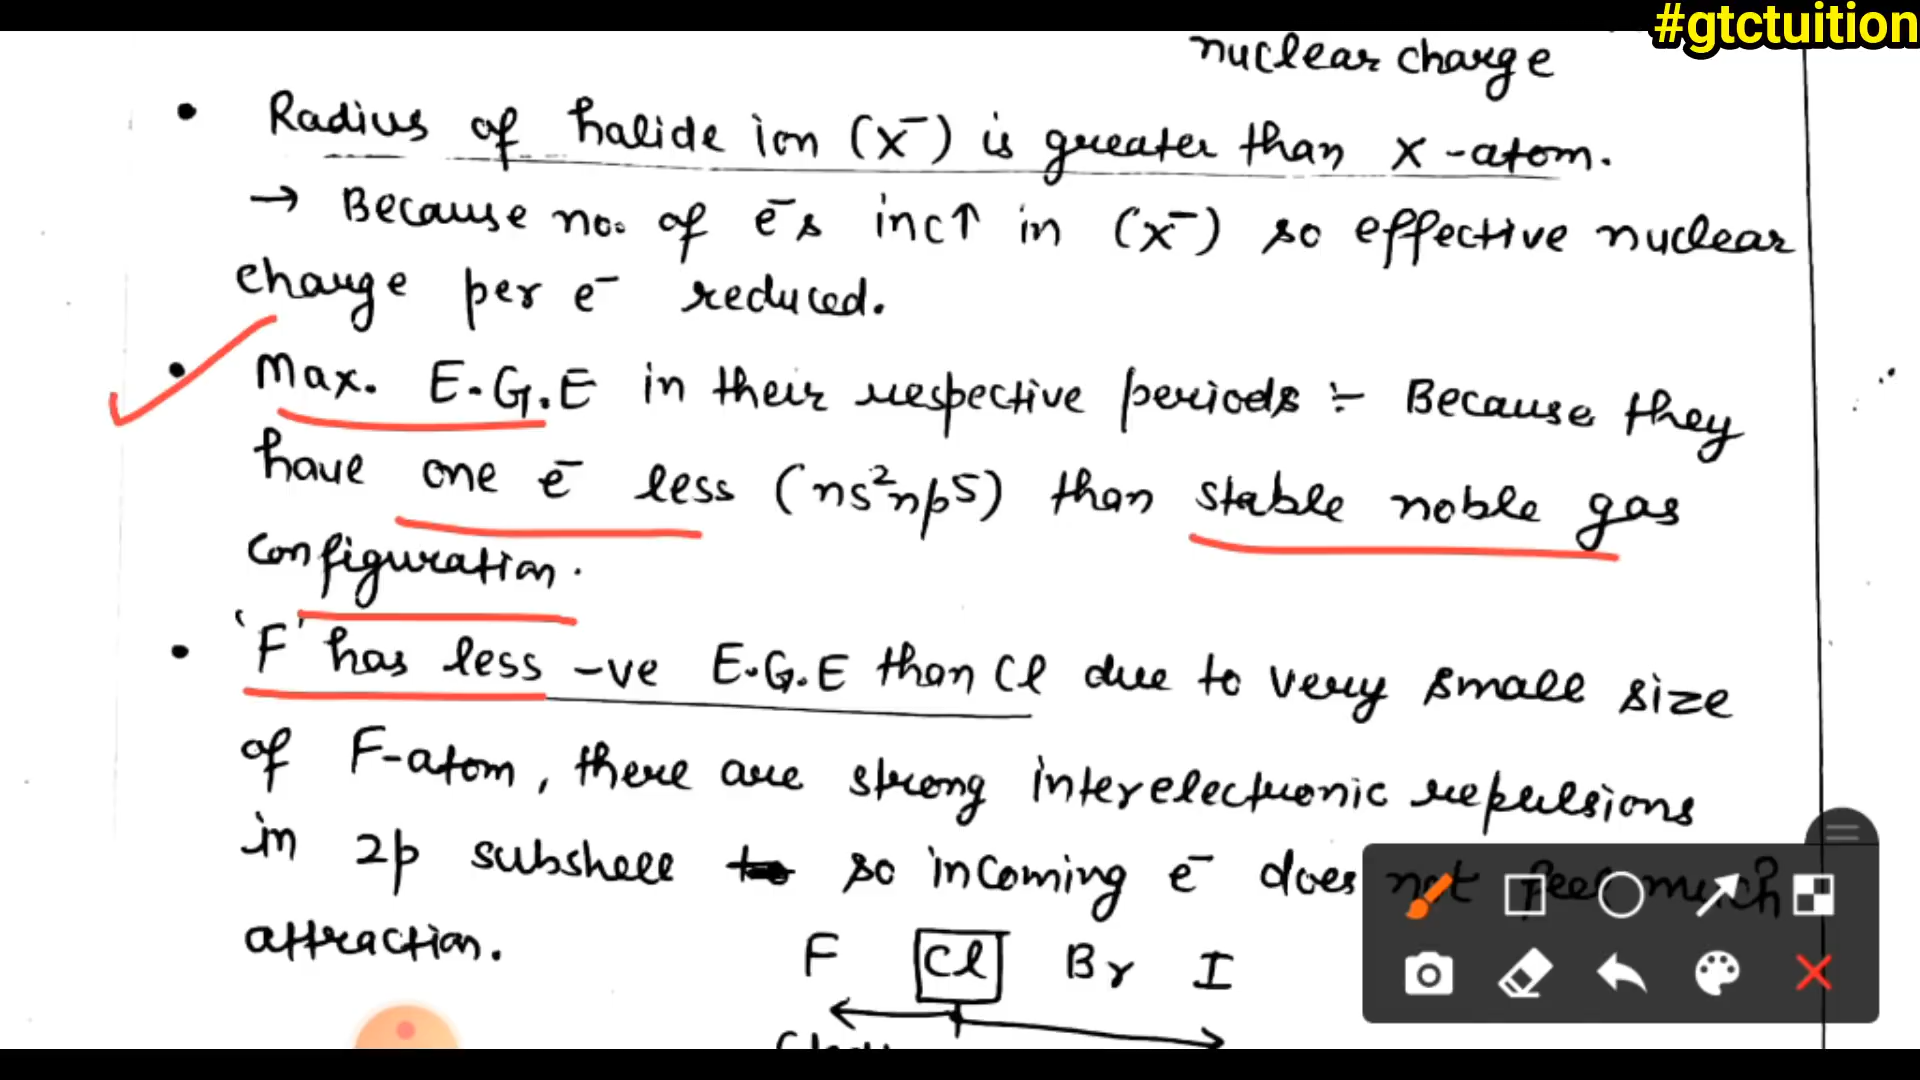 #gtctuition
nuclear charge
• Radius of halide ion (X⁻) is greater than X-atom.
→ Because no. of e⁻s inc↑ in (X⁻) so effective nuclear
charge per e⁻ reduced.
• Max. E.G.E in their respective periods :- Because they
have one e⁻ less (ns²np⁵) than stable noble gas
configuration.
• 'F' has less -ve E.G.E than Cl due to very small size
of F-atom, there are strong interelectronic repulsions
in 2p subshell so incoming e⁻ does not feel much
attraction.
F Cl Br I